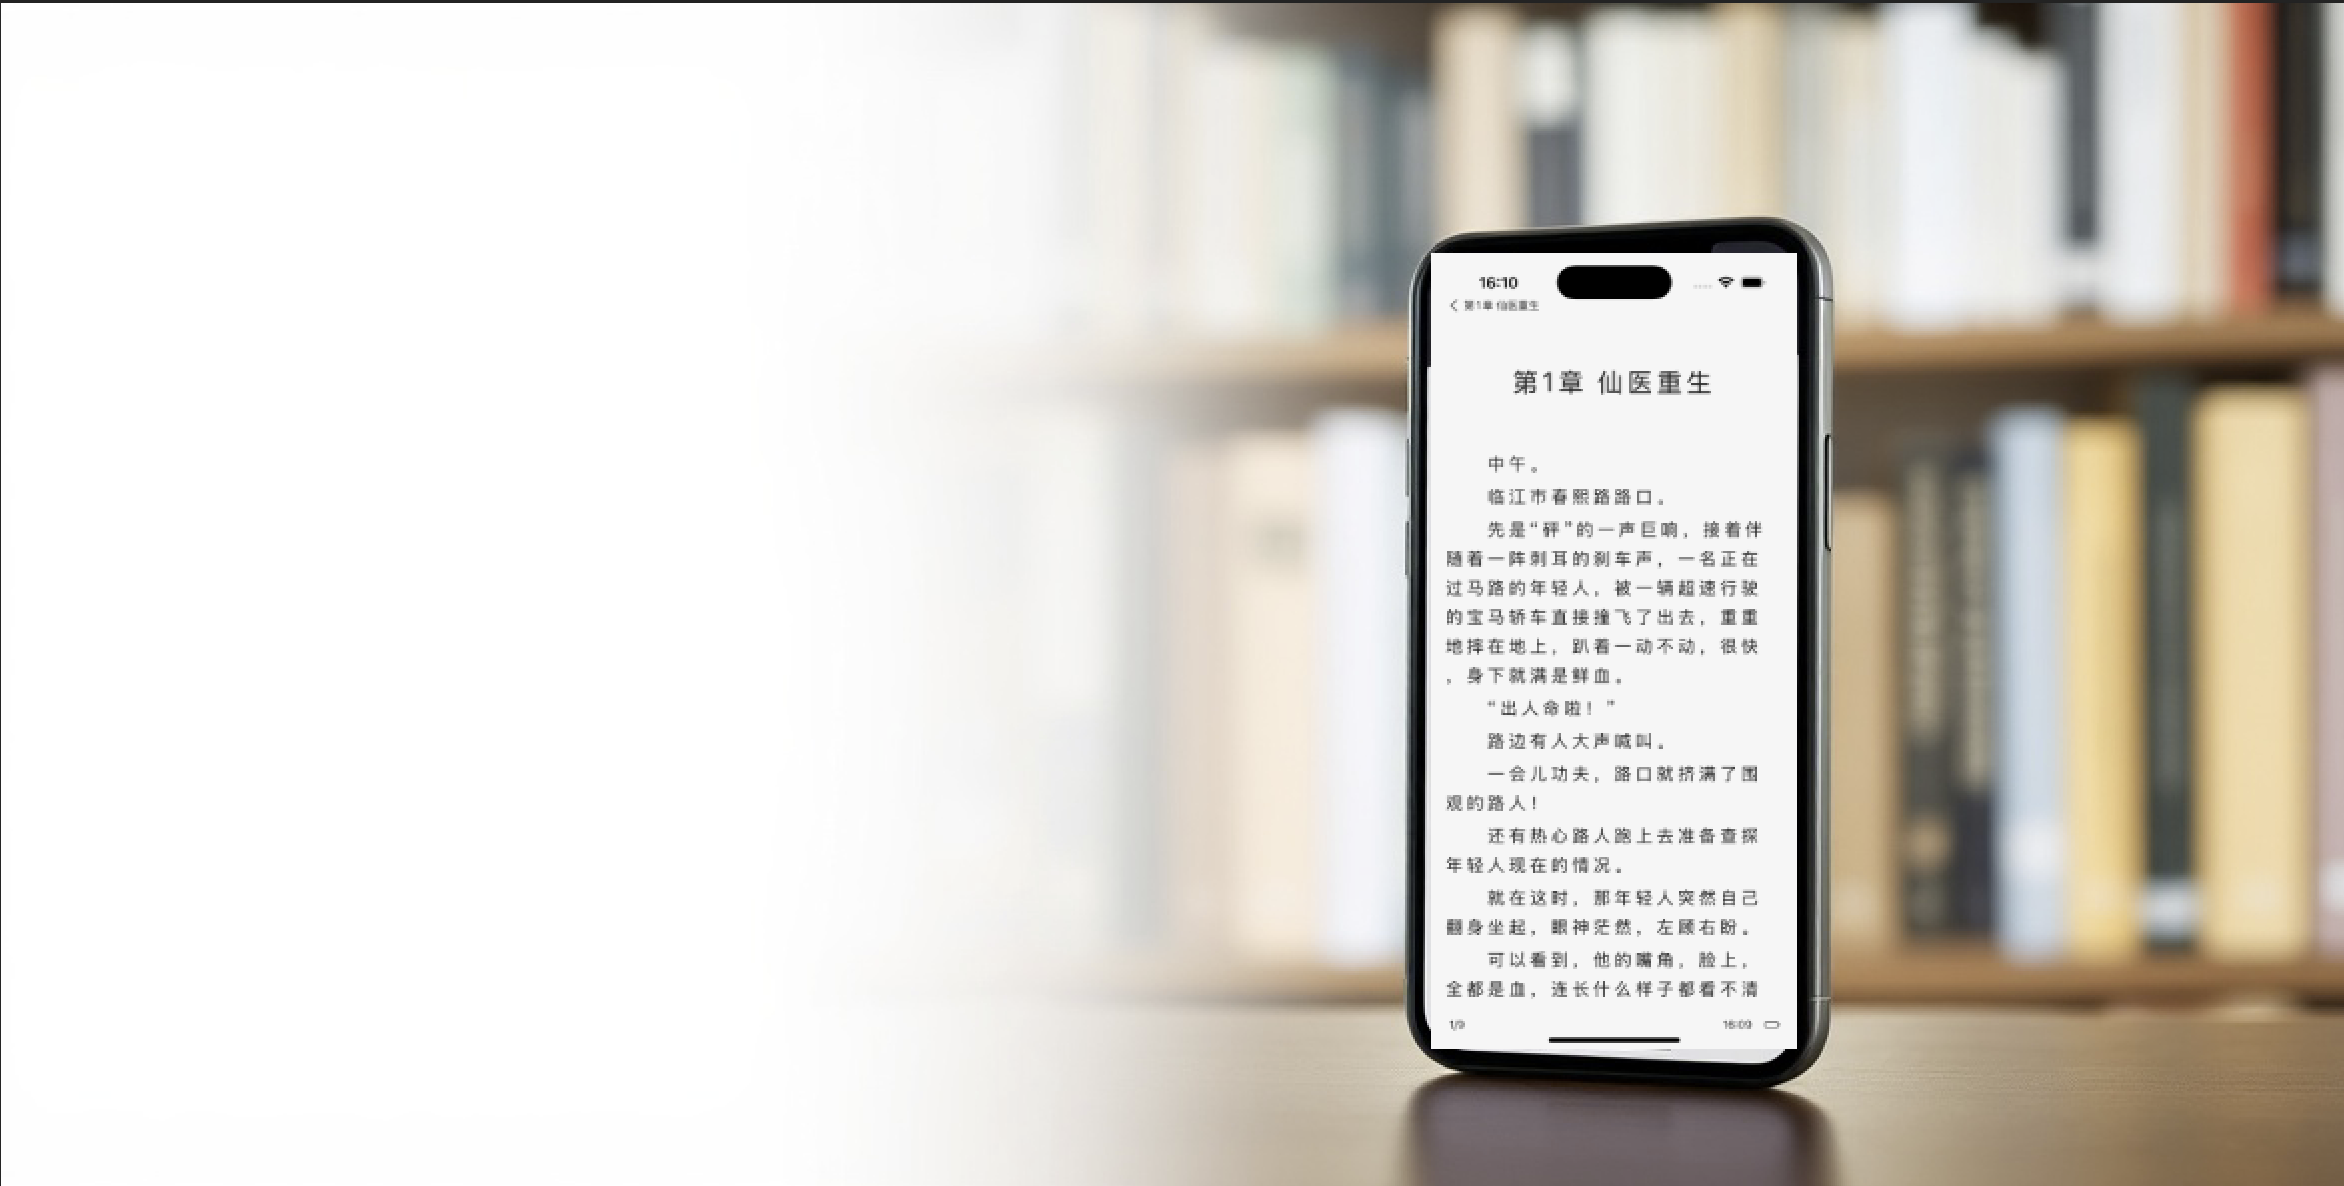 16:10
第1章 仙医重生
第1章 仙医重生
中午。
临江市春熙路路口。
先是“砰”的一声巨响，接着伴
随着一阵刺耳的刹车声，一名正在
过马路的年轻人，被一辆超速行驶
的宝马轿车直接撞飞了出去，重重
地摔在地上，趴着一动不动，很快
，身下就满是鲜血。
“出人命啦！”
路边有人大声喊叫。
一会儿功夫，路口就挤满了围
观的路人！
还有热心路人跑上去准备查探
年轻人现在的情况。
就在这时，那年轻人突然自己
翻身坐起，眼神茫然，左顾右盼。
可以看到，他的嘴角，脸上，
全都是血，连长什么样子都看不清
1/9
16:09